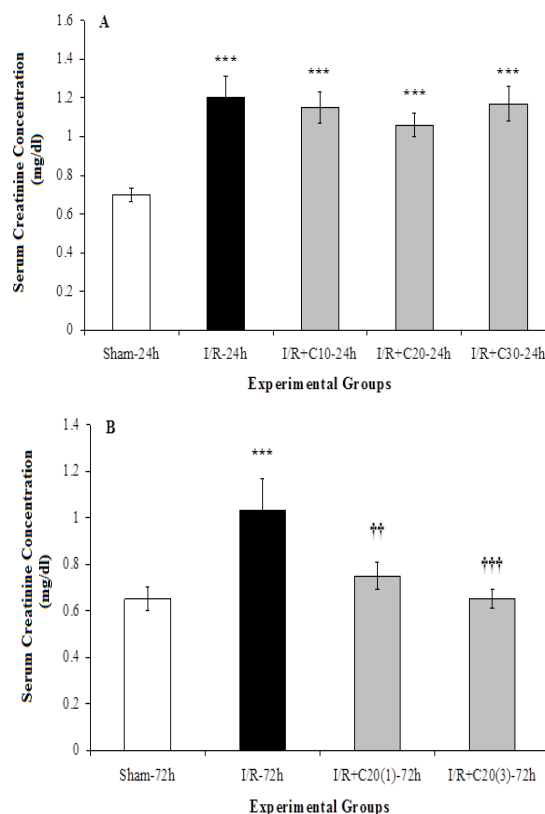 A
Serum Creatinine Concentration
(mg/dl)
1.6
1.4
1.2
1
0.8
0.6
0.4
0.2
0
***
***
***
***
Sham-24h I/R-24h I/R+C10-24h I/R+C20-24h I/R+C30-24h
Experimental Groups
B
Serum Creatinine Concentration
(mg/dl)
1.4
1.2
1
0.8
0.6
0.4
0.2
0
***
††
†††
Sham-72h I/R-72h I/R+C20(1)-72h I/R+C20(3)-72h
Experimental Groups